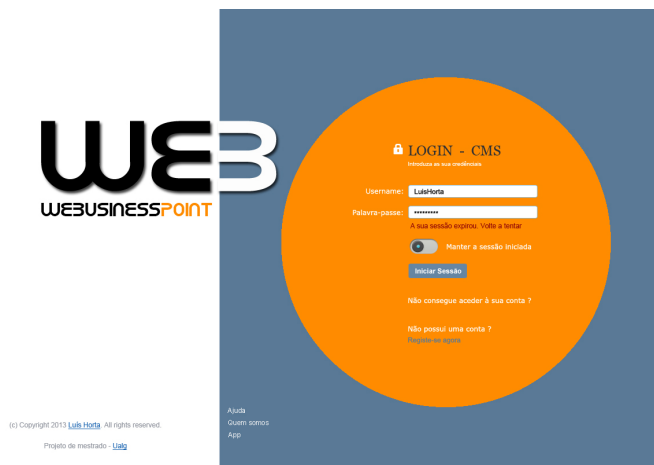 WEB
WEBUSINESSPOINT
LOGIN - CMS
Introduza as sua credênciais
Username: LuisHorta
Palavra-passe: *********
A sua sessão expirou. Volte a tentar
Manter a sessão iniciada
Iniciar Sessão
Não consegue aceder à sua conta ?
Não possui uma conta ?
Registe-se agora
Ajuda
Quem somos
App
(c) Copyright 2013 Luís Horta. All rights reserved.
Projeto de mestrado - Ualg